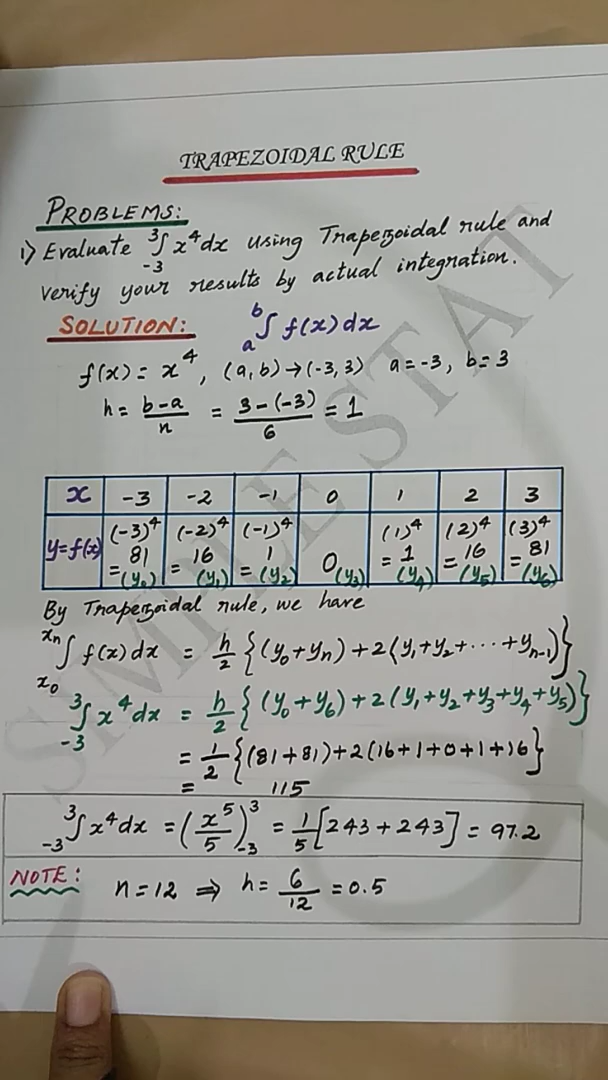 TRAPEZOIDAL RULE
PROBLEMS:
1) Evaluate ₋₃∫³ x⁴dx using Trapezoidal rule and
verify your results by actual integration.
SOLUTION: ₐ∫ᵇ f(x)dx
f(x) = x⁴, (a,b)→(-3,3) a=-3, b=3
h = (b-a)/n = (3-(-3))/6 = 1
x -3 -2 -1 0 1 2 3
y=f(x) (-3)⁴ = 81 (y₀) (-2)⁴ = 16 (y₁) (-1)⁴ = 1 (y₂) 0 (y₃) (1)⁴ = 1 (y₄) (2)⁴ = 16 (y₅) (3)⁴ = 81 (y₆)
By Trapezoidal rule, we have
x₀∫xₙ f(x)dx = h/2 {(y₀+yₙ)+2(y₁+y₂+···+yₙ₋₁)}
₋₃∫³ x⁴dx = h/2 {(y₀+y₆)+2(y₁+y₂+y₃+y₄+y₅)}
= 1/2 {(81+81)+2(16+1+0+1+16}
= 115
₋₃∫³ x⁴dx = (x⁵/5)₋₃³ = 1/5 [243+243] = 97.2
NOTE: n=12 ⇒ h = 6/12 = 0.5
SIMPLE STAT